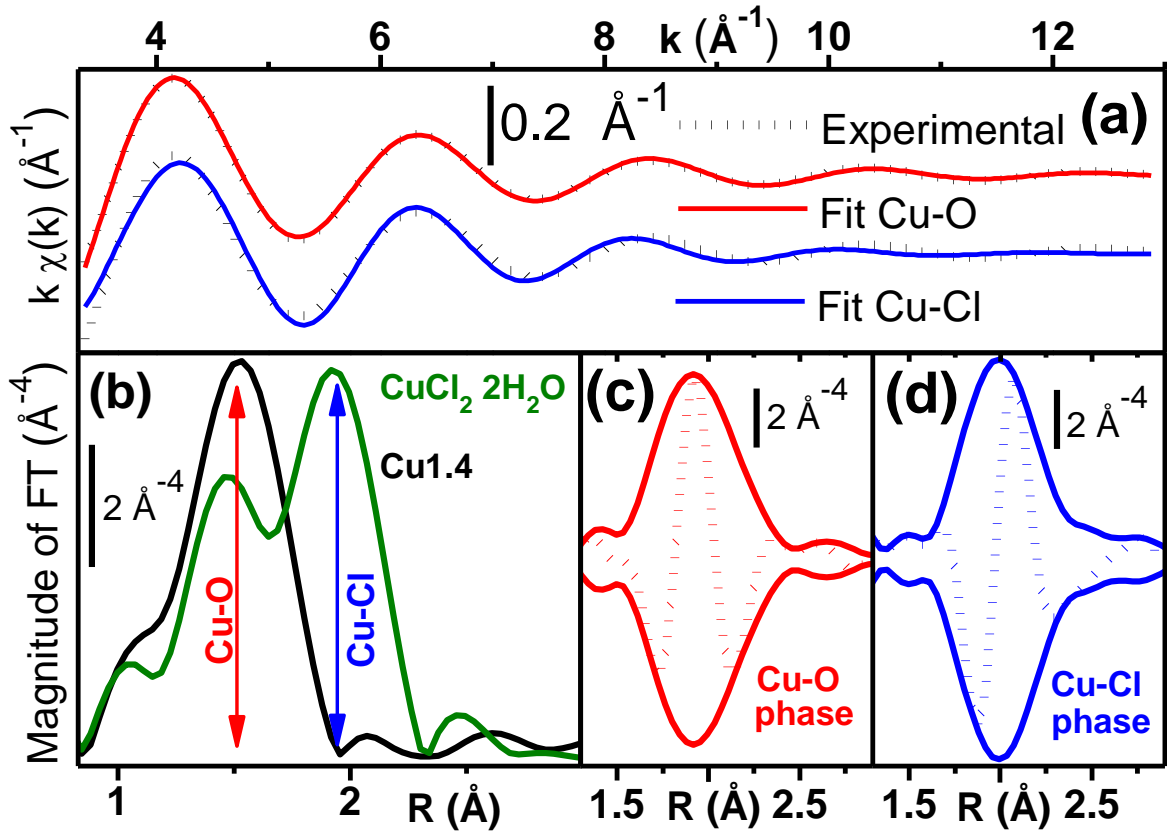 4 6 8 k (Å⁻¹) 10 12
k χ(k) (Å⁻¹)
0.2 Å⁻¹
Experimental (a)
Fit Cu-O
Fit Cu-Cl
Magnitude of FT (Å⁻⁴)
(b)
CuCl₂ 2H₂O
Cu1.4
2 Å⁻⁴
Cu-O
Cu-Cl
1 2 R (Å)
(c)
2 Å⁻⁴
Cu-O
phase
1.5 R (Å) 2.5
(d)
2 Å⁻⁴
Cu-Cl
phase
1.5 R (Å) 2.5